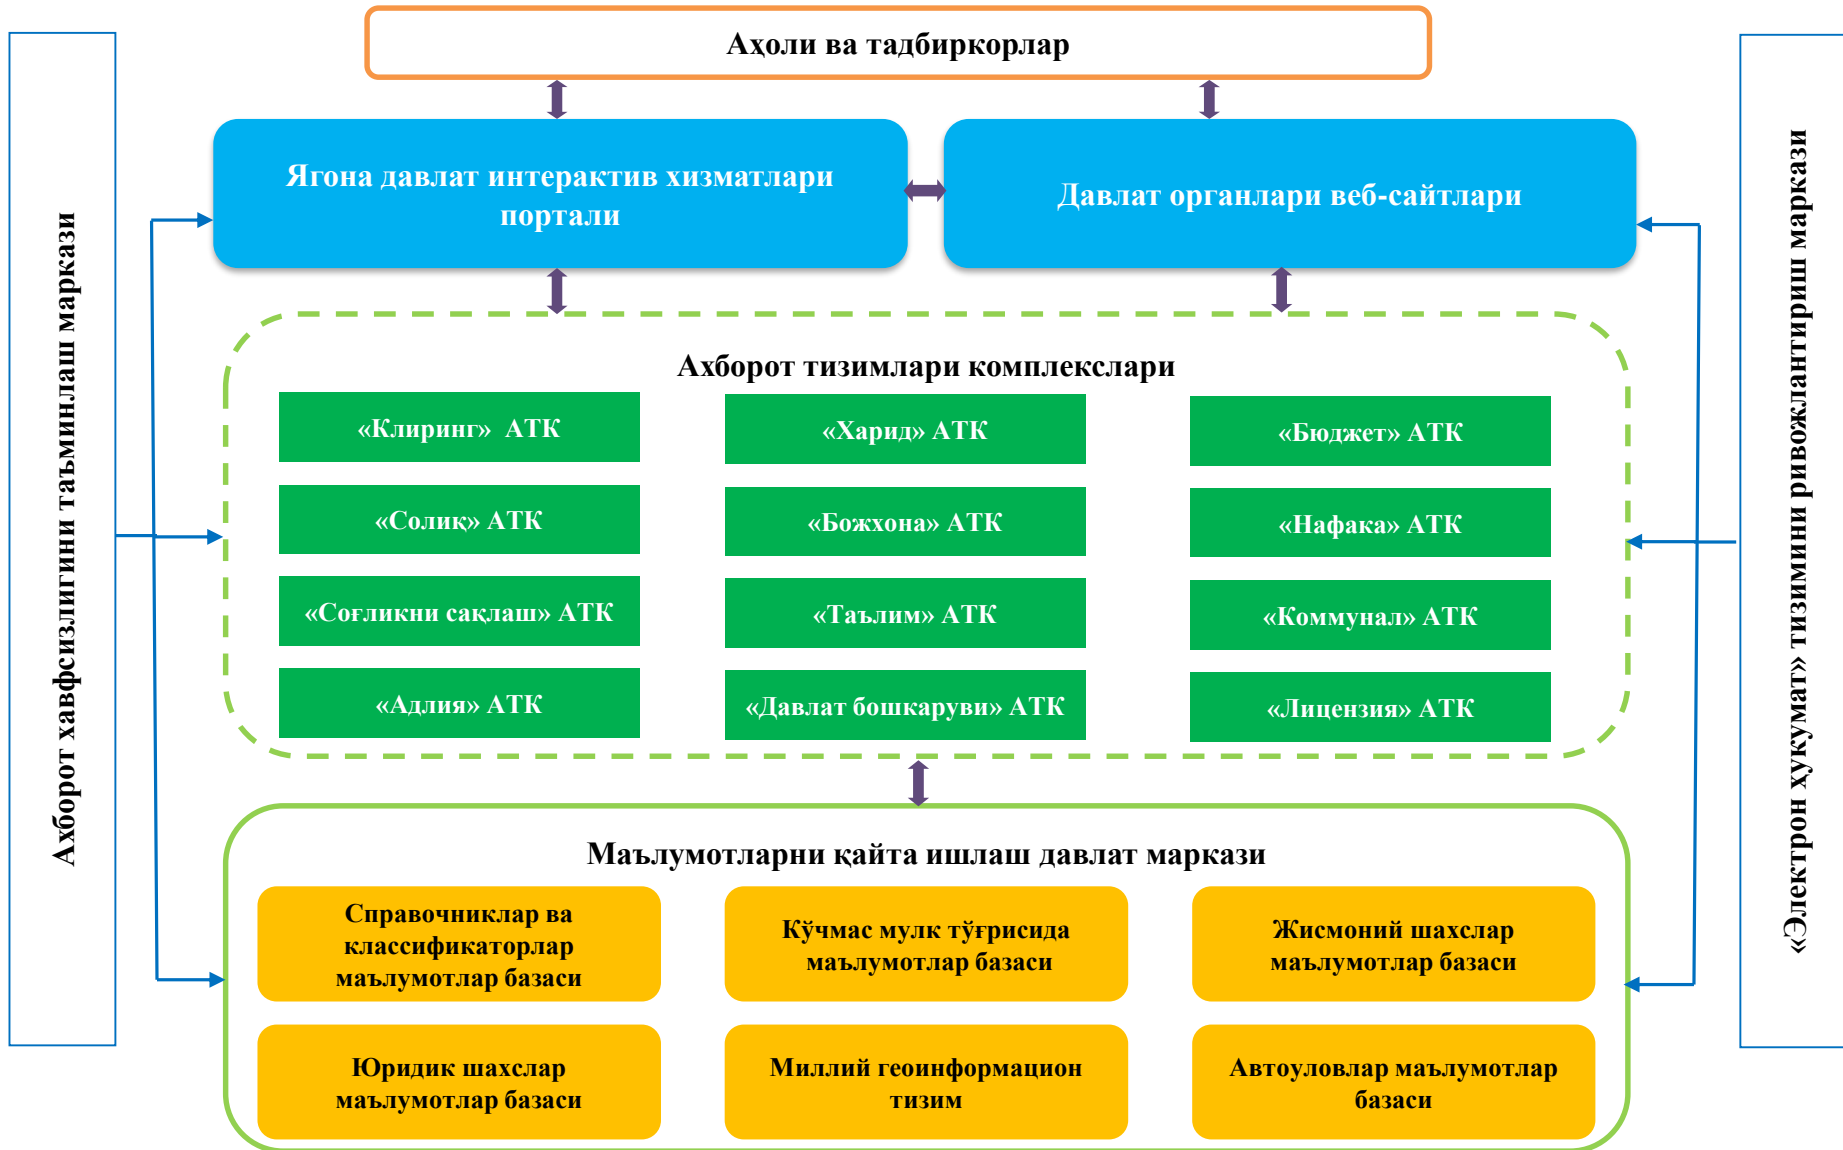 Аҳоли ва тадбиркорлар
Ягона давлат интерактив хизматлари
портали
Давлат органлари веб-сайтлари
Ахборот хавфсизлигини таъминлаш маркази
«Электрон ҳукумат» тизимини ривожлантириш маркази
Ахборот тизимлари комплекслари
«Клиринг» АТК
«Харид» АТК
«Бюджет» АТК
«Солиқ» АТК
«Божхона» АТК
«Нафака» АТК
«Соғликни сақлаш» АТК
«Таълим» АТК
«Коммунал» АТК
«Адлия» АТК
«Давлат бошкаруви» АТК
«Лицензия» АТК
Маълумотларни қайта ишлаш давлат маркази
Справочниклар ва
классификаторлар
маълумотлар базаси
Кўчмас мулк тўғрисида
маълумотлар базаси
Жисмоний шахслар
маълумотлар базаси
Юридик шахслар
маълумотлар базаси
Миллий геоинформацион
тизим
Автоуловлар маълумотлар
базаси